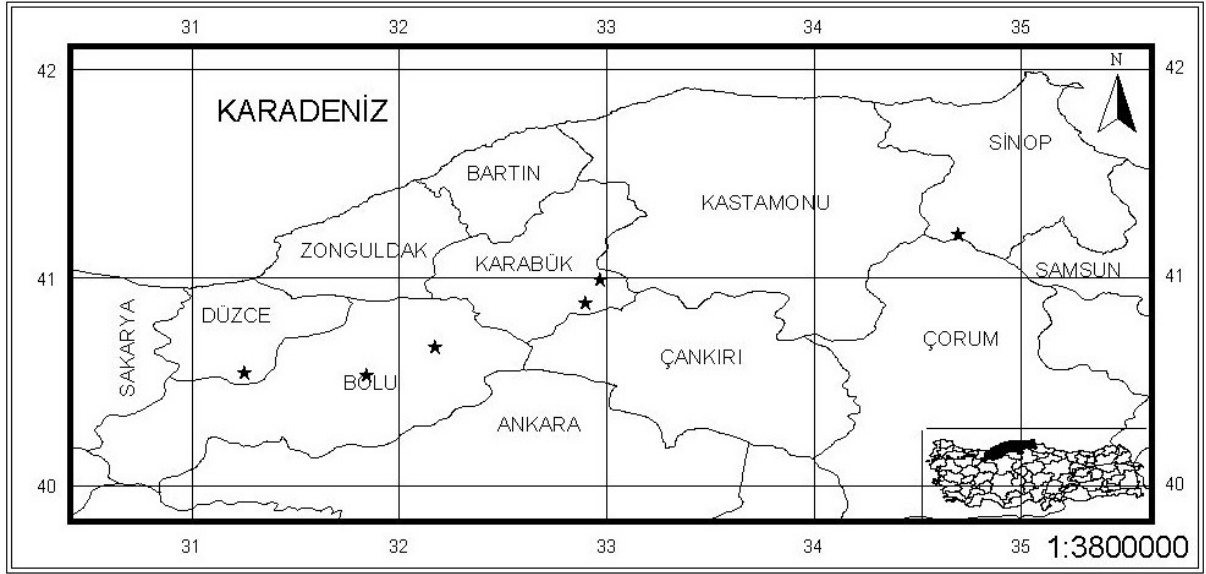 31 32 33 34 35
42 42
N
KARADENİZ
SİNOP
BARTIN
KASTAMONU
ZONGULDAK
KARABÜK
SAMSUN
41 41
DÜZCE
SAKARYA
ÇORUM
ÇANKIRI
BOLU
ANKARA
40 40
31 32 33 34 35
1:3800000